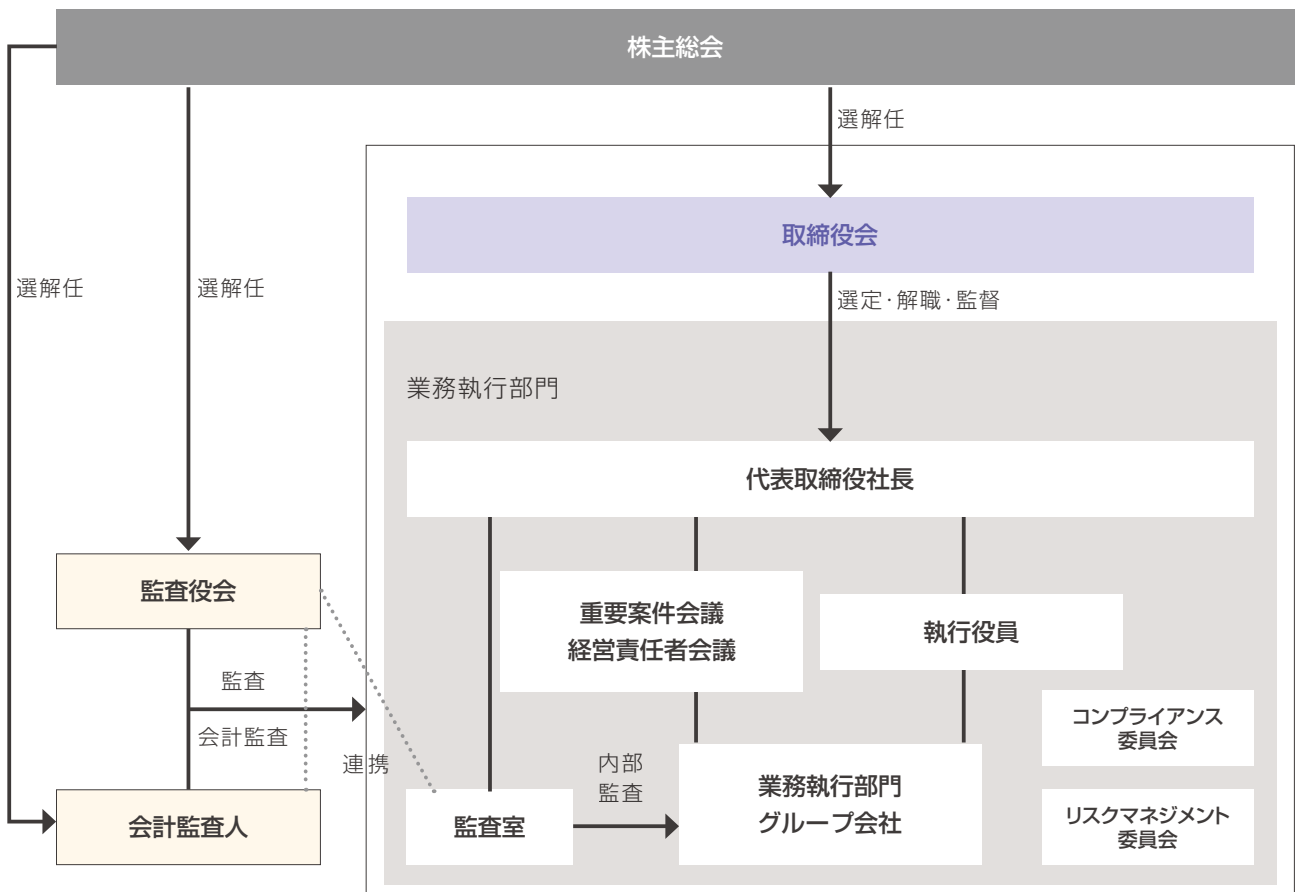 株主総会
選解任
選解任
選解任
取締役会
選定・解職・監督
業務執行部門
代表取締役社長
監査役会
重要案件会議
経営責任者会議
執行役員
監査
会計監査
連携
内部
監査
コンプライアンス
委員会
会計監査人
監査室
業務執行部門
グループ会社
リスクマネジメント
委員会